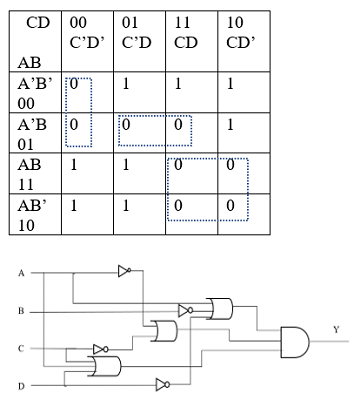 CD 00 01 11 10
C'D' C'D CD CD'
AB
A'B' 0 1 1 1
00
A'B 0 0 0 1
01
AB 1 1 0 0
11
AB' 1 1 0 0
10
A
B
Y
C
D